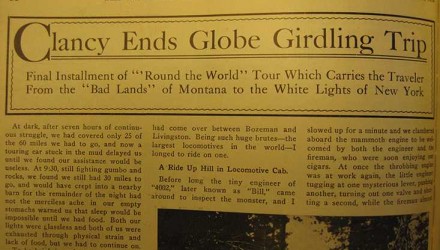 Clancy Ends Globe Girdling Trip
Final Installment of "'Round the World" Tour Which Carries the Traveler
From the "Bad Lands" of Montana to the White Lights of New York
At dark, after seven hours of continu-
ous struggle, we had covered only 25 of
the 60 miles we had to go, and now a
touring car stuck in the mud delayed us
until we found our assistance would be
useless. At 9.30, still fighting gumbo and
rocks, we found we still had 30 miles to
go, and would have crept into a nearby
barn for the remainder of the night had
not the merciless ache in our empty
stomachs warned us that sleep would be
impossible until we had food. Both our
lights were glassless and both of us were
exhausted through physical strain and
lack of food, but we had to continue on.
had come over between Bozeman and
Livingston. Being such huge brutes—the
largest locomotives in the world—I
longed to ride on one.
A Ride Up Hill in Locomotive Cab.
Before long the tiny engineer of
"4082," later known as "Bill," came
around to inspect the monster, and I
slowed up for a minute and we clambered
aboard the mammoth engine to be
comed by both the engineer and the
fireman, who were soon enjoying
cigars. At once the throbbing engine
was at work again, the little engineer
tugging at one mysterious lever, pushing
another, turning out one valve and
ting a second, while the fireman